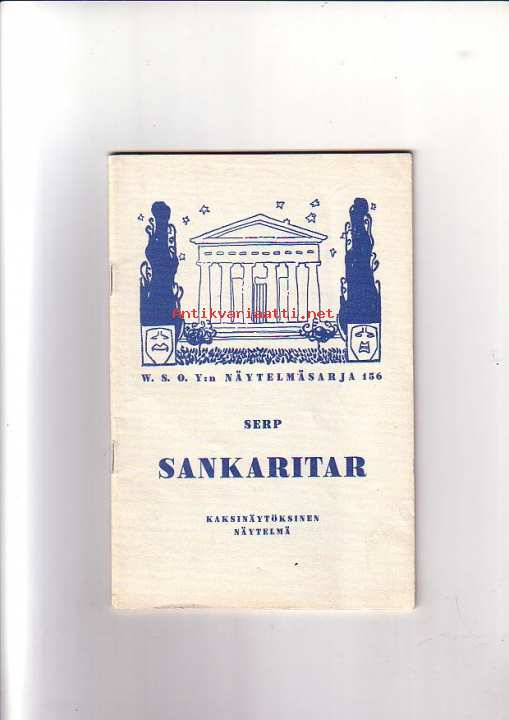 Antikvariaatti.net
W. S. O. Y:n NÄYTELMÄSARJA 156
SERP
SANKARITAR
KAKSINÄYTÖKSINEN
NÄYTELMÄ